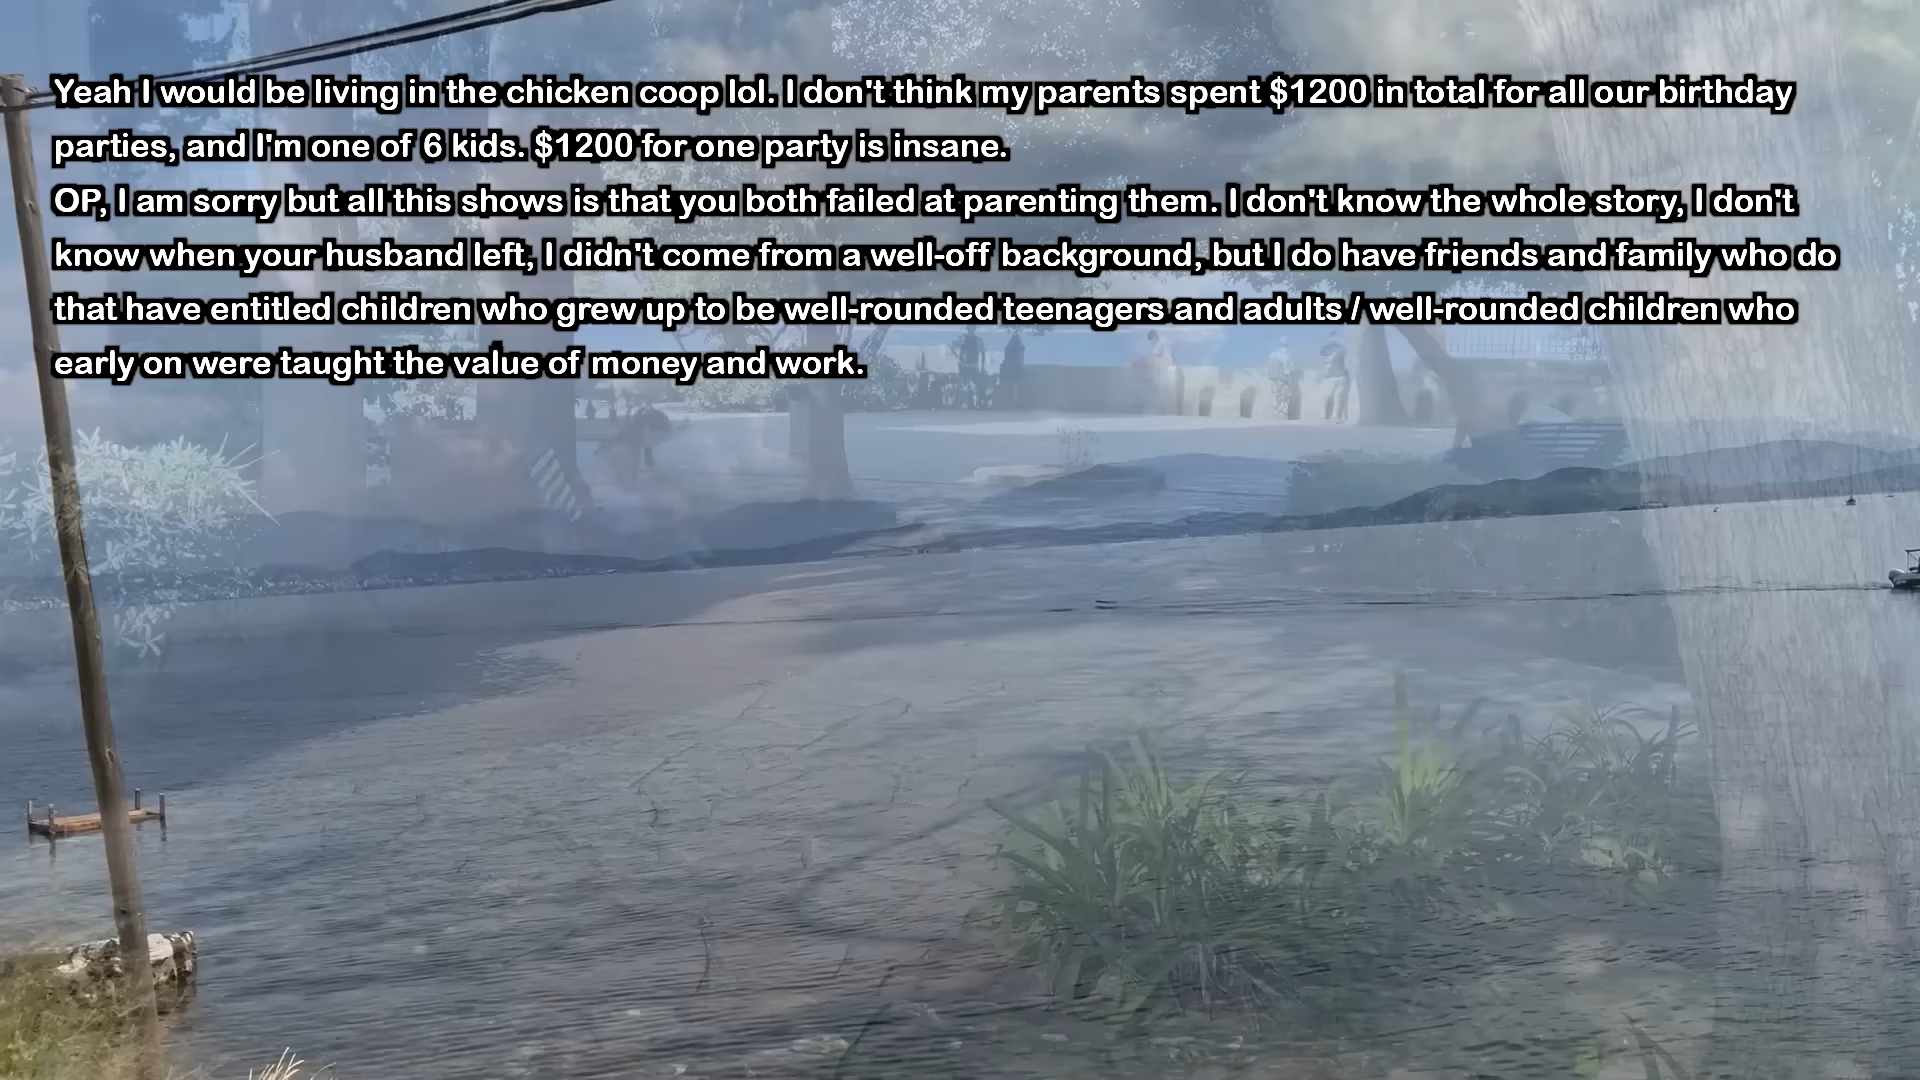 Yeah I would be living in the chicken coop lol. I don't think my parents spent $1200 in total for all our birthday
parties, and I'm one of 6 kids. $1200 for one party is insane.
OP, I am sorry but all this shows is that you both failed at parenting them. I don't know the whole story, I don't
know when your husband left, I didn't come from a well-off background, but I do have friends and family who do
that have entitled children who grew up to be well-rounded teenagers and adults / well-rounded children who
early on were taught the value of money and work.